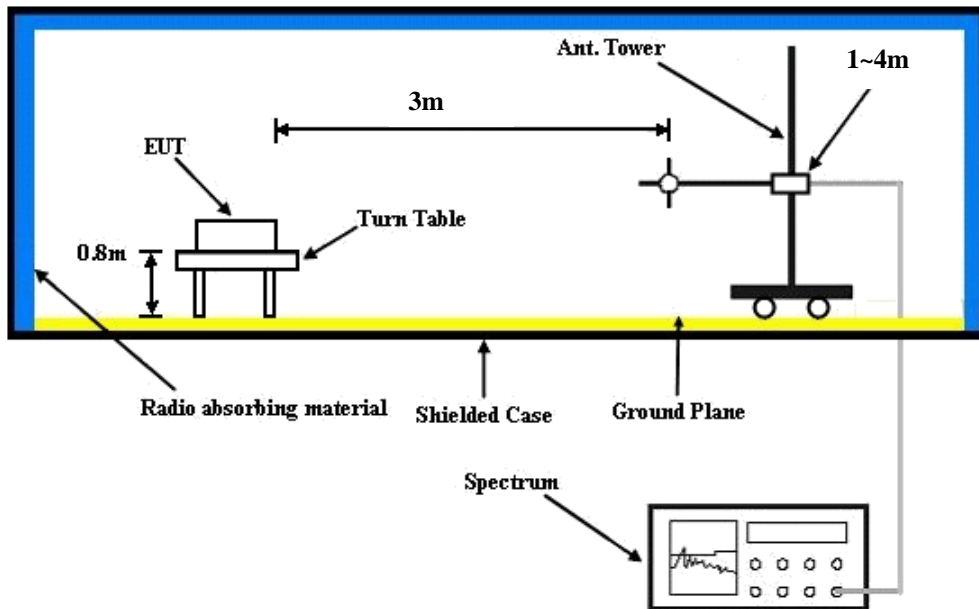 Ant. Tower
1~4m
3m
EUT
Turn Table
0.8m
Radio absorbing material
Shielded Case
Ground Plane
Spectrum